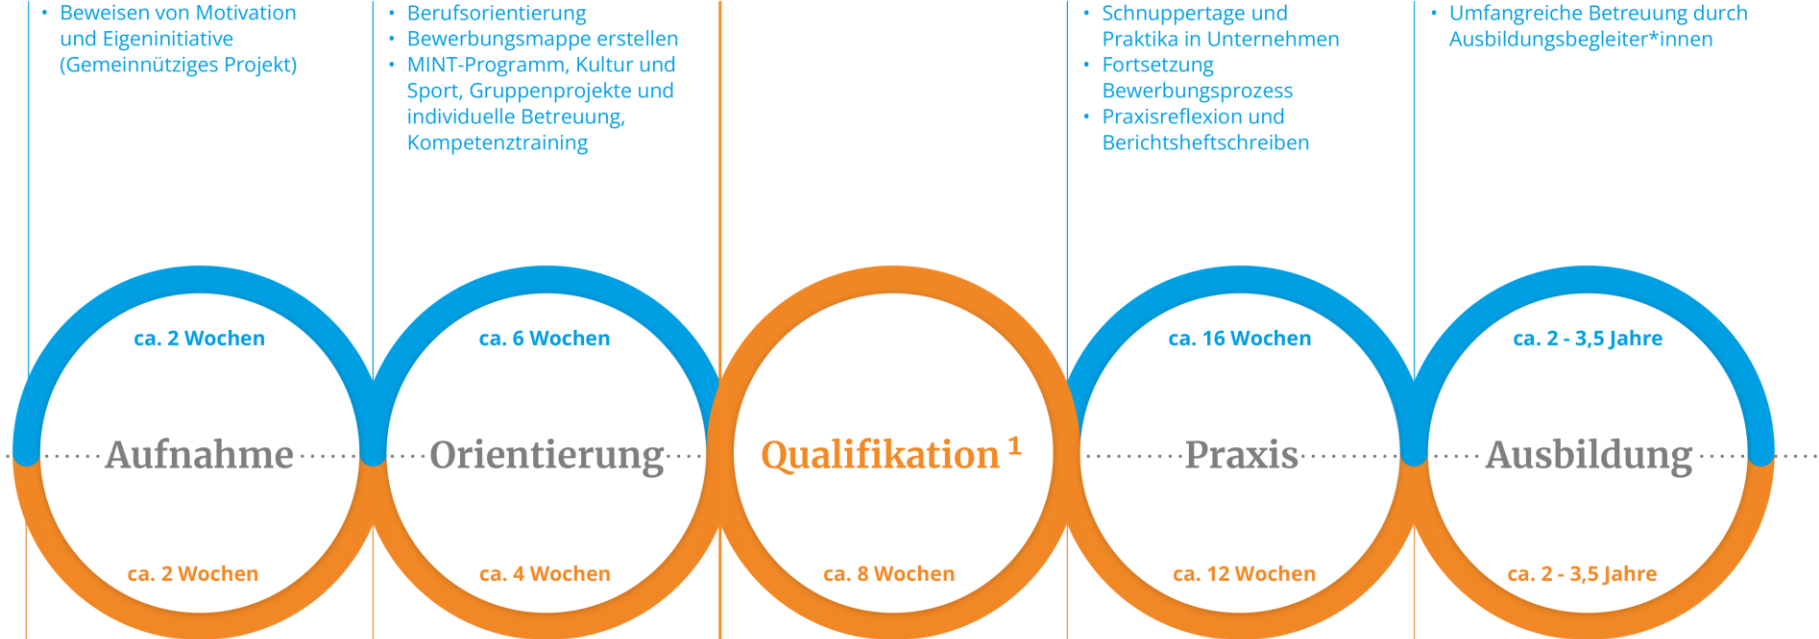 • Beweisen von Motivation
und Eigeninitiative
(Gemeinnütziges Projekt)
• Berufsorientierung
• Bewerbungsmappe erstellen
• MINT-Programm, Kultur und
Sport, Gruppenprojekte und
individuelle Betreuung,
Kompetenztraining
• Schnuppertage und
Praktika in Unternehmen
• Fortsetzung
Bewerbungsprozess
• Praxisreflexion und
Berichtsheftschreiben
• Umfangreiche Betreuung durch
Ausbildungsbegleiter*innen
ca. 2 Wochen
ca. 6 Wochen
ca. 16 Wochen
ca. 2 - 3,5 Jahre
Aufnahme
Orientierung
Qualifikation ¹
Praxis
Ausbildung
ca. 2 Wochen
ca. 4 Wochen
ca. 8 Wochen
ca. 12 Wochen
ca. 2 - 3,5 Jahre